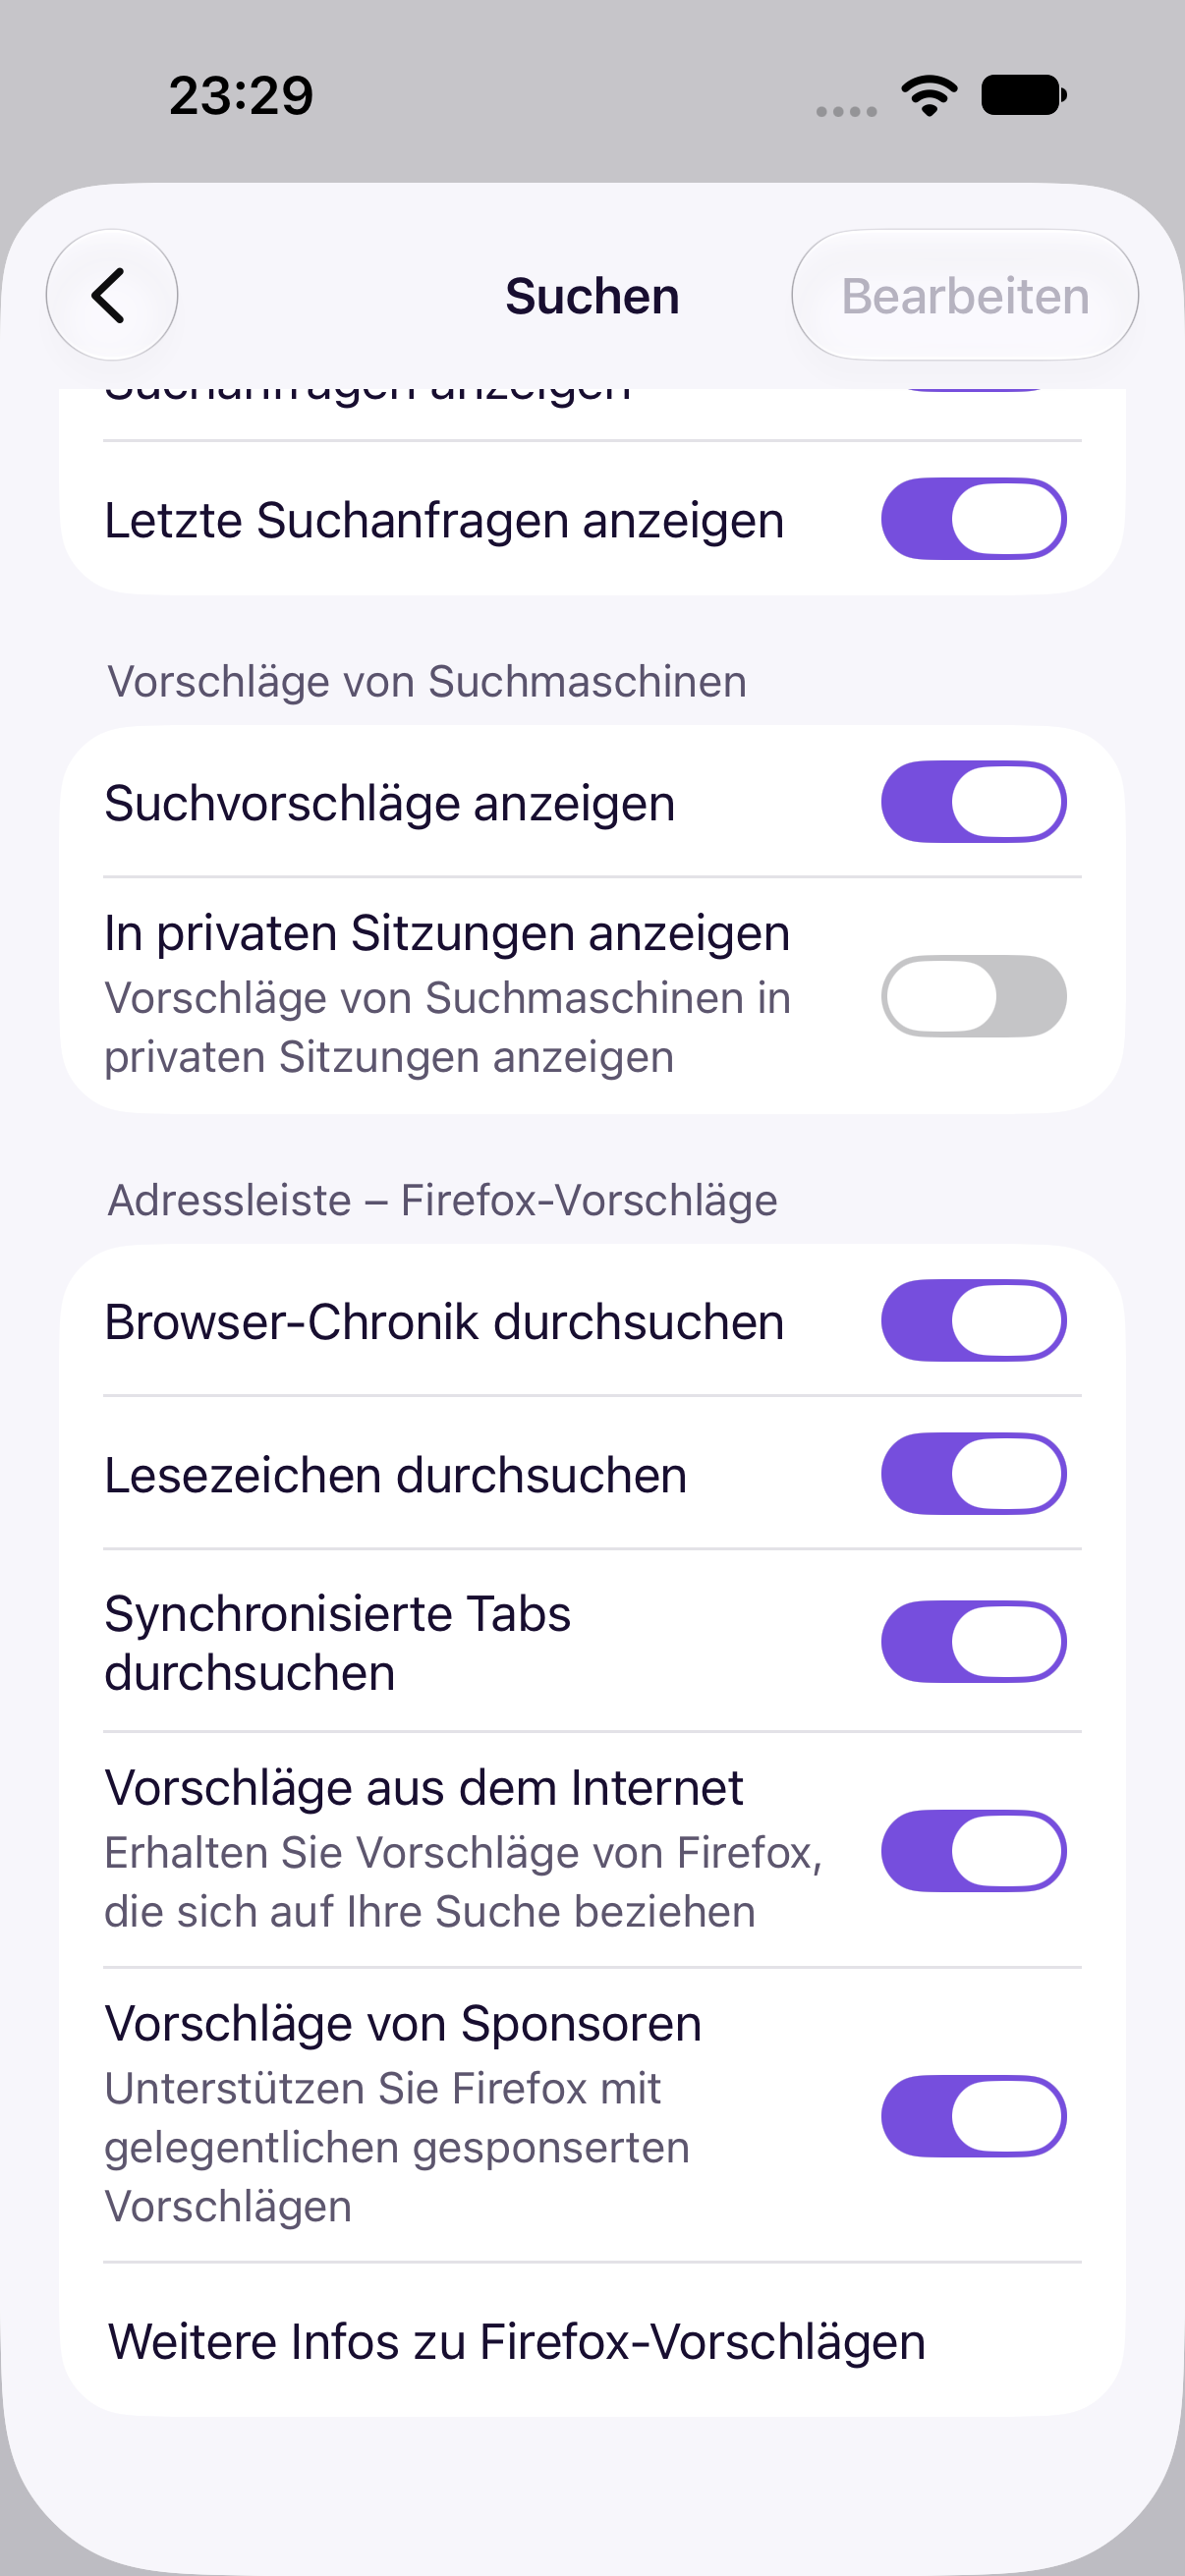 23:29
Suchen
Bearbeiten
Suchanfragen anzeigen
Letzte Suchanfragen anzeigen
Vorschläge von Suchmaschinen
Suchvorschläge anzeigen
In privaten Sitzungen anzeigen
Vorschläge von Suchmaschinen in
privaten Sitzungen anzeigen
Adressleiste – Firefox-Vorschläge
Browser-Chronik durchsuchen
Lesezeichen durchsuchen
Synchronisierte Tabs
durchsuchen
Vorschläge aus dem Internet
Erhalten Sie Vorschläge von Firefox,
die sich auf Ihre Suche beziehen
Vorschläge von Sponsoren
Unterstützen Sie Firefox mit
gelegentlichen gesponserten
Vorschlägen
Weitere Infos zu Firefox-Vorschlägen